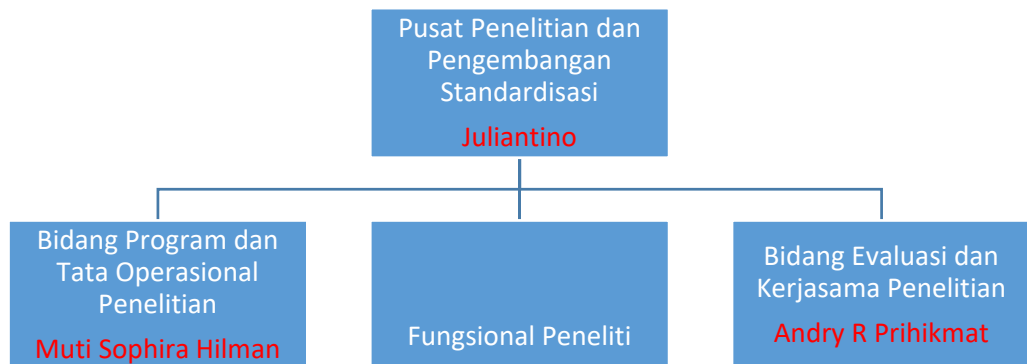 Pusat Penelitian dan
Pengembangan
Standardisasi
Juliantino
Bidang Program dan
Tata Operasional
Penelitian
Muti Sophira Hilman
Fungsional Peneliti
Bidang Evaluasi dan
Kerjasama Penelitian
Andry R Prihikmat